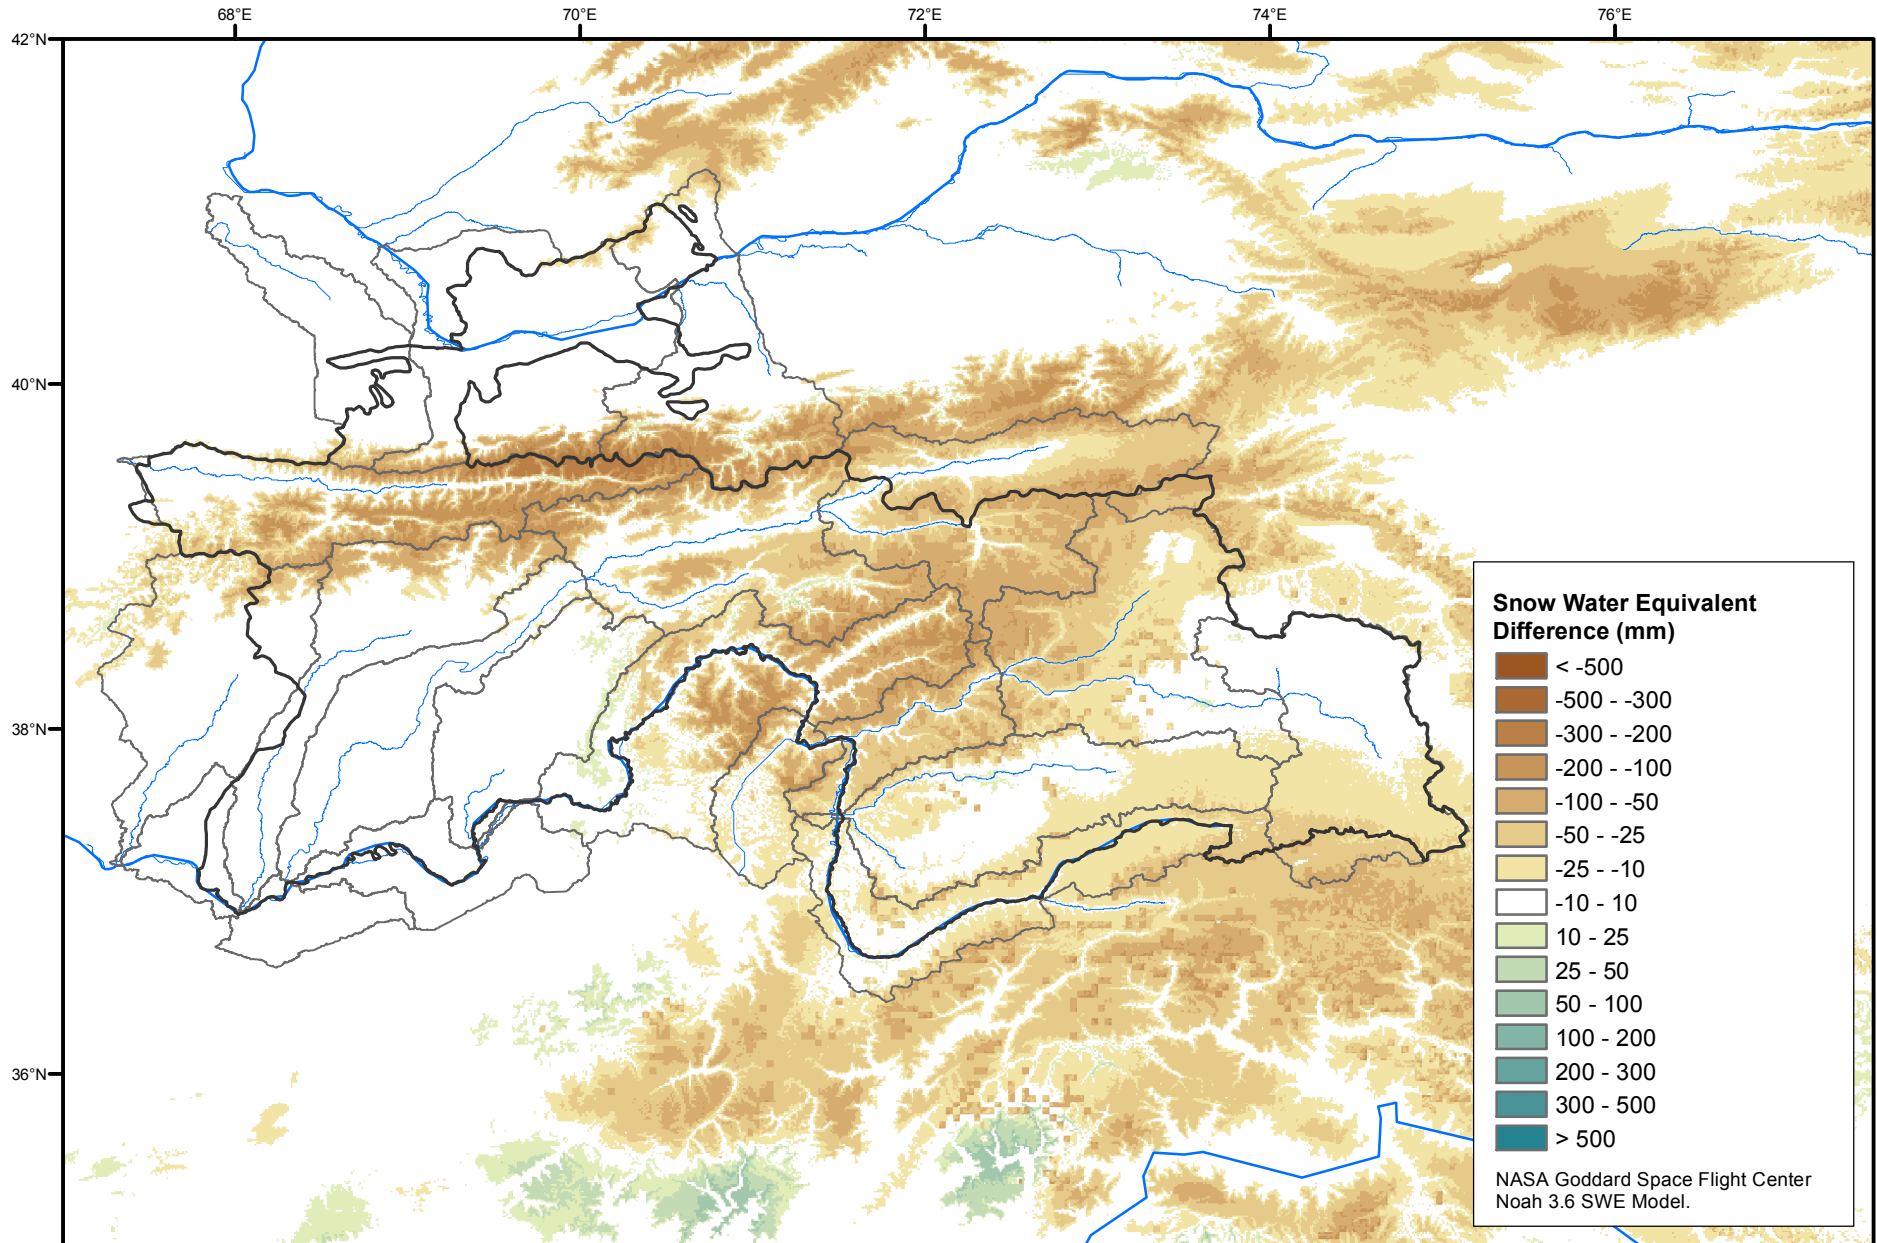 68°E
70°E
72°E
74°E
76°E
42°N
40°N
38°N
36°N
Snow Water Equivalent
Difference (mm)
< -500
-500 - -300
-300 - -200
-200 - -100
-100 - -50
-50 - -25
-25 - -10
-10 - 10
10 - 25
25 - 50
50 - 100
100 - 200
200 - 300
300 - 500
> 500
NASA Goddard Space Flight Center
Noah 3.6 SWE Model.